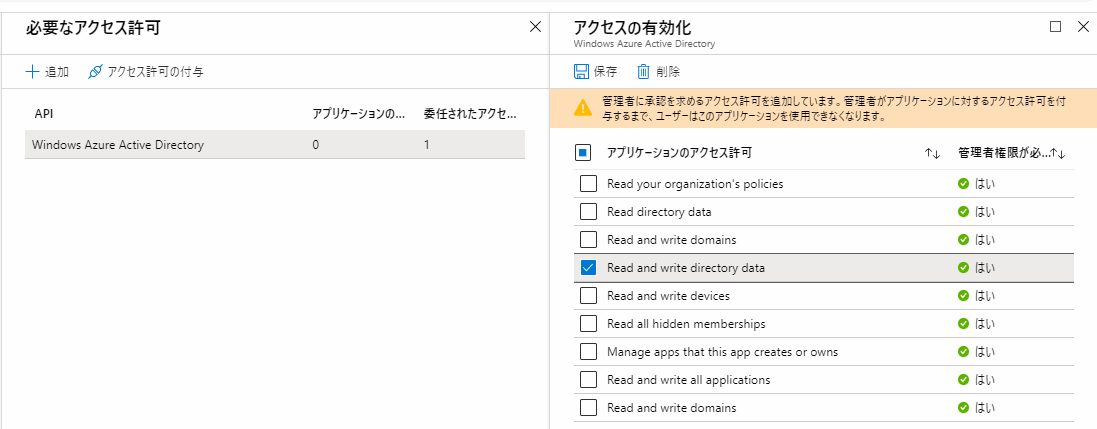 必要なアクセス許可
追加 アクセス許可の付与
API アプリケーションの... 委任されたアクセ...
Windows Azure Active Directory 0 1
アクセスの有効化
Windows Azure Active Directory
保存 削除
管理者に承認を求めるアクセス許可を追加しています。管理者がアプリケーションに対するアクセス許可を付
与するまで、ユーザーはこのアプリケーションを使用できなくなります。
アプリケーションのアクセス許可 管理者権限が必...
Read your organization's policies はい
Read directory data はい
Read and write domains はい
Read and write directory data はい
Read and write devices はい
Read all hidden memberships はい
Manage apps that this app creates or owns はい
Read and write all applications はい
Read and write domains はい